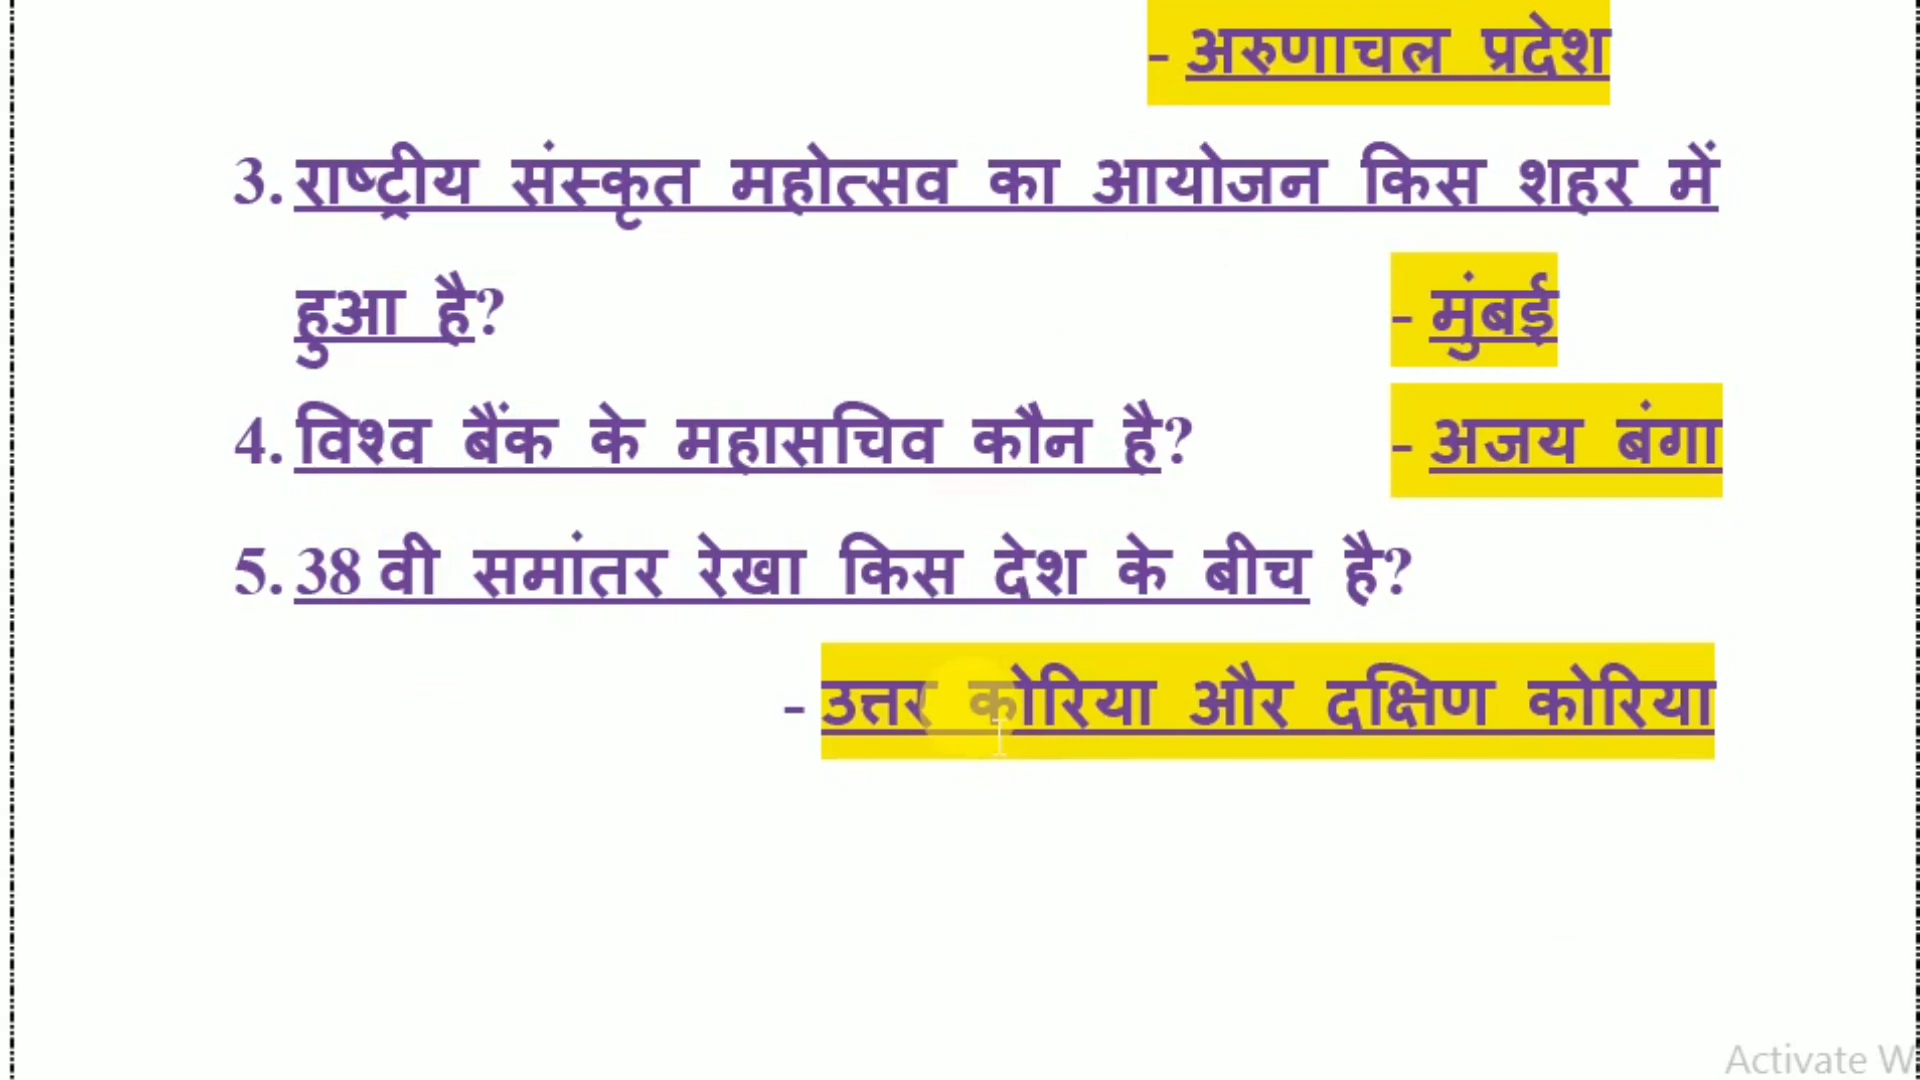 - अरुणाचल प्रदेश
3. राष्ट्रीय संस्कृत महोत्सव का आयोजन किस शहर में
हुआ है? - मुंबई
4. विश्व बैंक के महासचिव कौन है? - अजय बंगा
5. 38 वी समांतर रेखा किस देश के बीच है?
- उत्तर कोरिया और दक्षिण कोरिया
Activate W